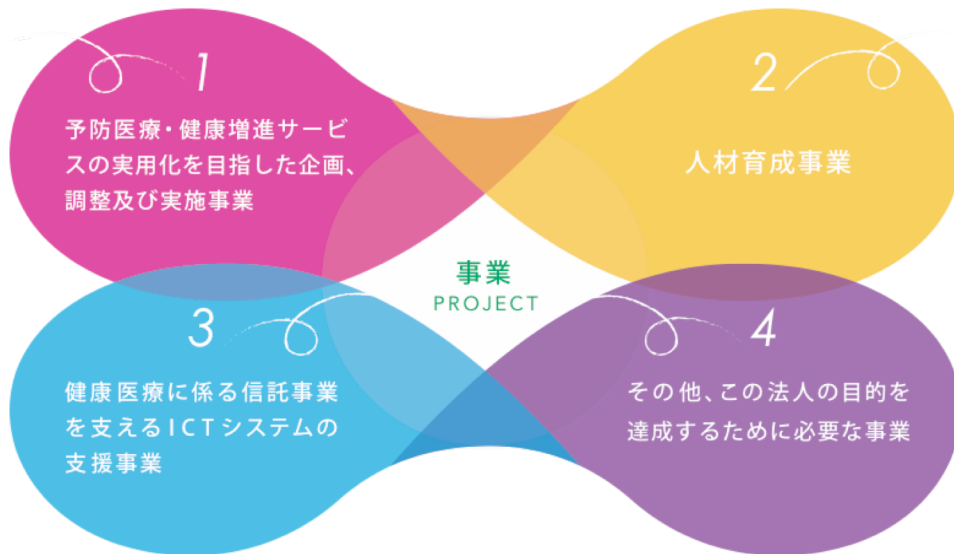 1
予防医療・健康増進サービ
スの実用化を目指した企画、
調整及び実施事業
2
人材育成事業
事業
PROJECT
3
健康医療に係る信託事業
を支えるICTシステムの
支援事業
4
その他、この法人の目的を
達成するために必要な事業